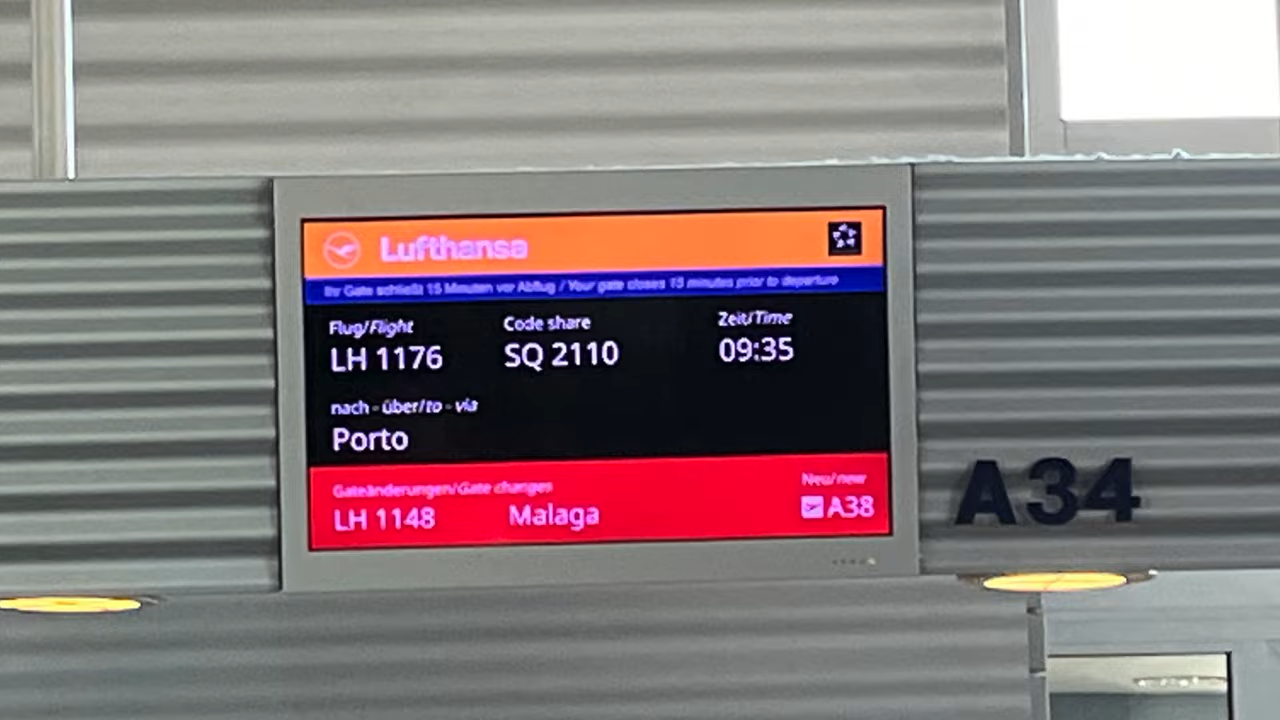 Lufthansa
Ihr Gate schließt 15 Minuten vor Abflug / Your gate closes 15 minutes prior to departure
Flug/Flight Code share Zeit/Time
LH 1176 SQ 2110 09:35
nach - über/to - via
Porto
Gateänderungen/Gate changes Neu/new
LH 1148 Malaga A38
A34